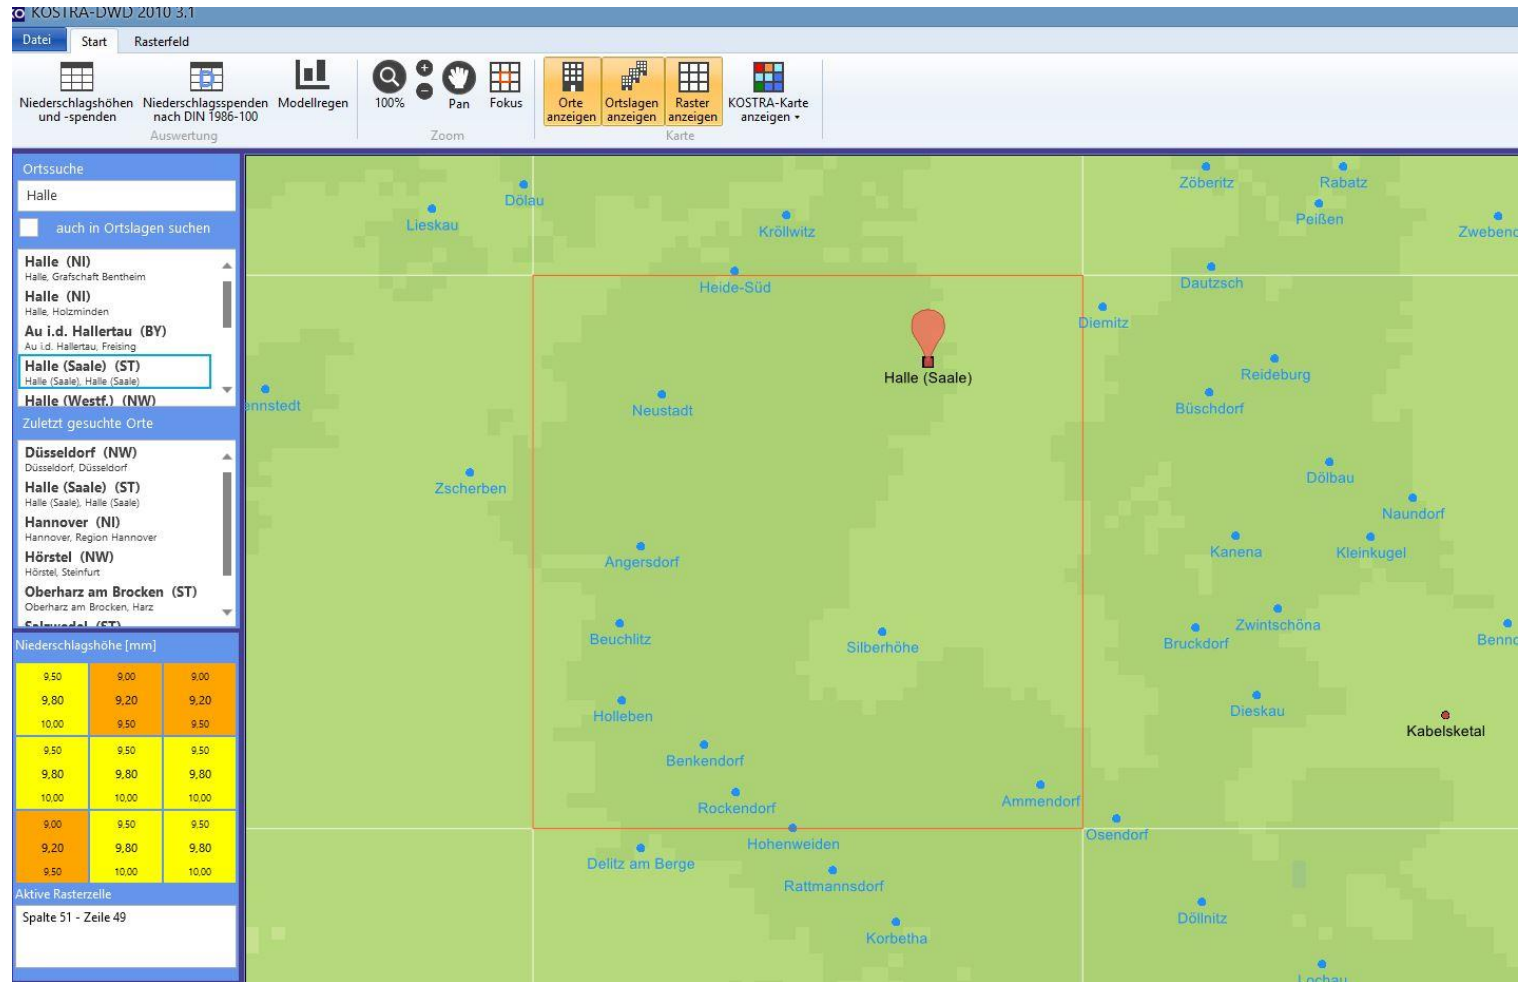 KOSTRA-DWD 2010 3.1
Datei Start Rasterfeld
Niederschlagshöhen und -spenden
Niederschlagsspenden nach DIN 1986-100
Modellregen
100%
Pan
Fokus
Orte anzeigen
Ortslagen anzeigen
Raster anzeigen
KOSTRA-Karte anzeigen
Auswertung Zoom Karte
Ortssuche
Halle
auch in Ortslagen suchen
Halle (NI)
Halle, Grafschaft Bentheim
Halle (NI)
Halle, Holzminden
Au i.d. Hallertau (BY)
Au i.d. Hallertau, Freising
Halle (Saale) (ST)
Halle (Saale), Halle (Saale)
Halle (Westf.) (NW)
Zuletzt gesuchte Orte
Düsseldorf (NW)
Düsseldorf, Düsseldorf
Halle (Saale) (ST)
Halle (Saale), Halle (Saale)
Hannover (NI)
Hannover, Region Hannover
Hörstel (NW)
Hörstel, Steinfurt
Oberharz am Brocken (ST)
Oberharz am Brocken, Harz
Salzwedel (ST)
Niederschlagshöhe [mm]
9,50 9,00 9,00
9,80 9,20 9,20
10,00 9,50 9,50
9,50 9,50 9,50
9,80 9,80 9,80
10,00 10,00 10,00
9,00 9,50 9,50
9,20 9,80 9,80
9,50 10,00 10,00
Aktive Rasterzelle
Spalte 51 - Zeile 49
Zöberitz
Rabatz
Dölau
Peißen
Lieskau
Kröllwitz
Zwebend
Heide-Süd
Dautzsch
Diemitz
Halle (Saale)
Reideburg
ennstedt
Neustadt
Büschdorf
Dölbau
Zscherben
Naundorf
Kanena
Kleinkugel
Angersdorf
Zwintschöna
Beuchlitz
Silberhöhe
Bruckdorf
Benn
Dieskau
Holleben
Kabelsketal
Benkendorf
Ammendorf
Rockendorf
Osendorf
Hohenweiden
Delitz am Berge
Rattmannsdorf
Döllnitz
Korbetha
Lochau